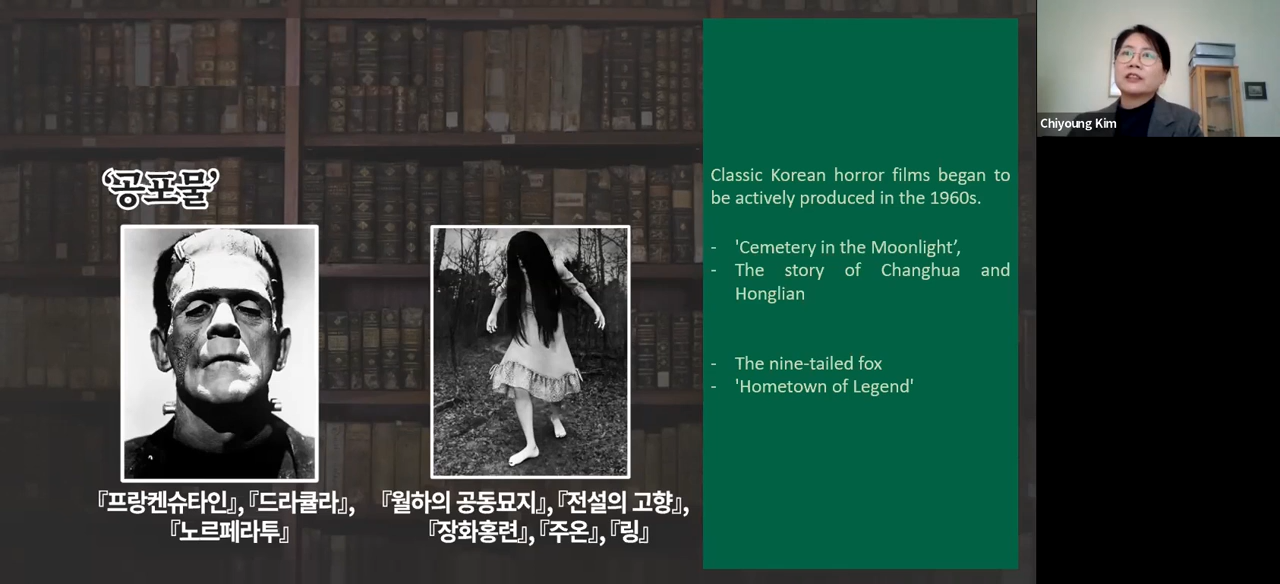 '공포물'
『프랑켄슈타인』, 『드라큘라』,
『노르페라투』
『월하의 공동묘지』, 『전설의 고향』,
『장화홍련』, 『주온』, 『링』
Classic Korean horror films began to
be actively produced in the 1960s.
- 'Cemetery in the Moonlight’,
- The story of Changhua and
Honglian
- The nine-tailed fox
- 'Hometown of Legend'
Chiyoung Kim